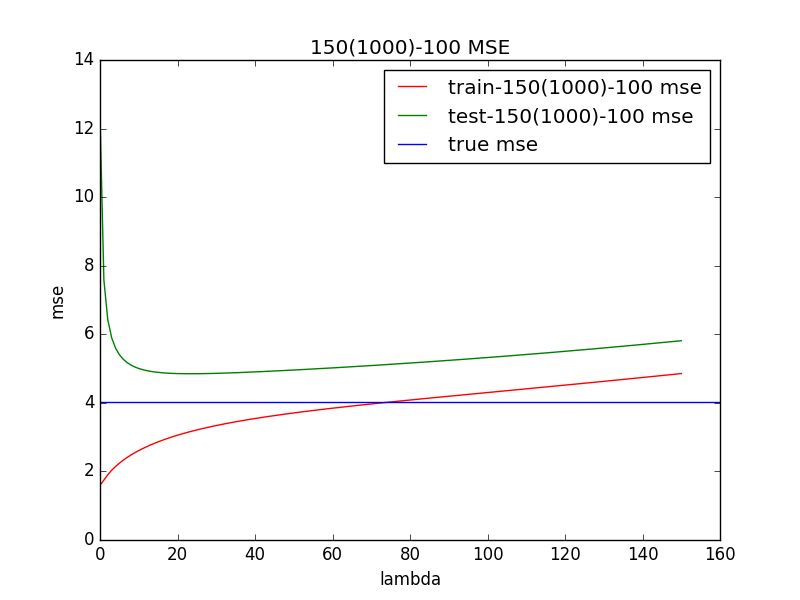 150(1000)-100 MSE
train-150(1000)-100 mse
test-150(1000)-100 mse
true mse
14
12
10
8
6
4
2
0
mse
0 20 40 60 80 100 120 140 160
lambda